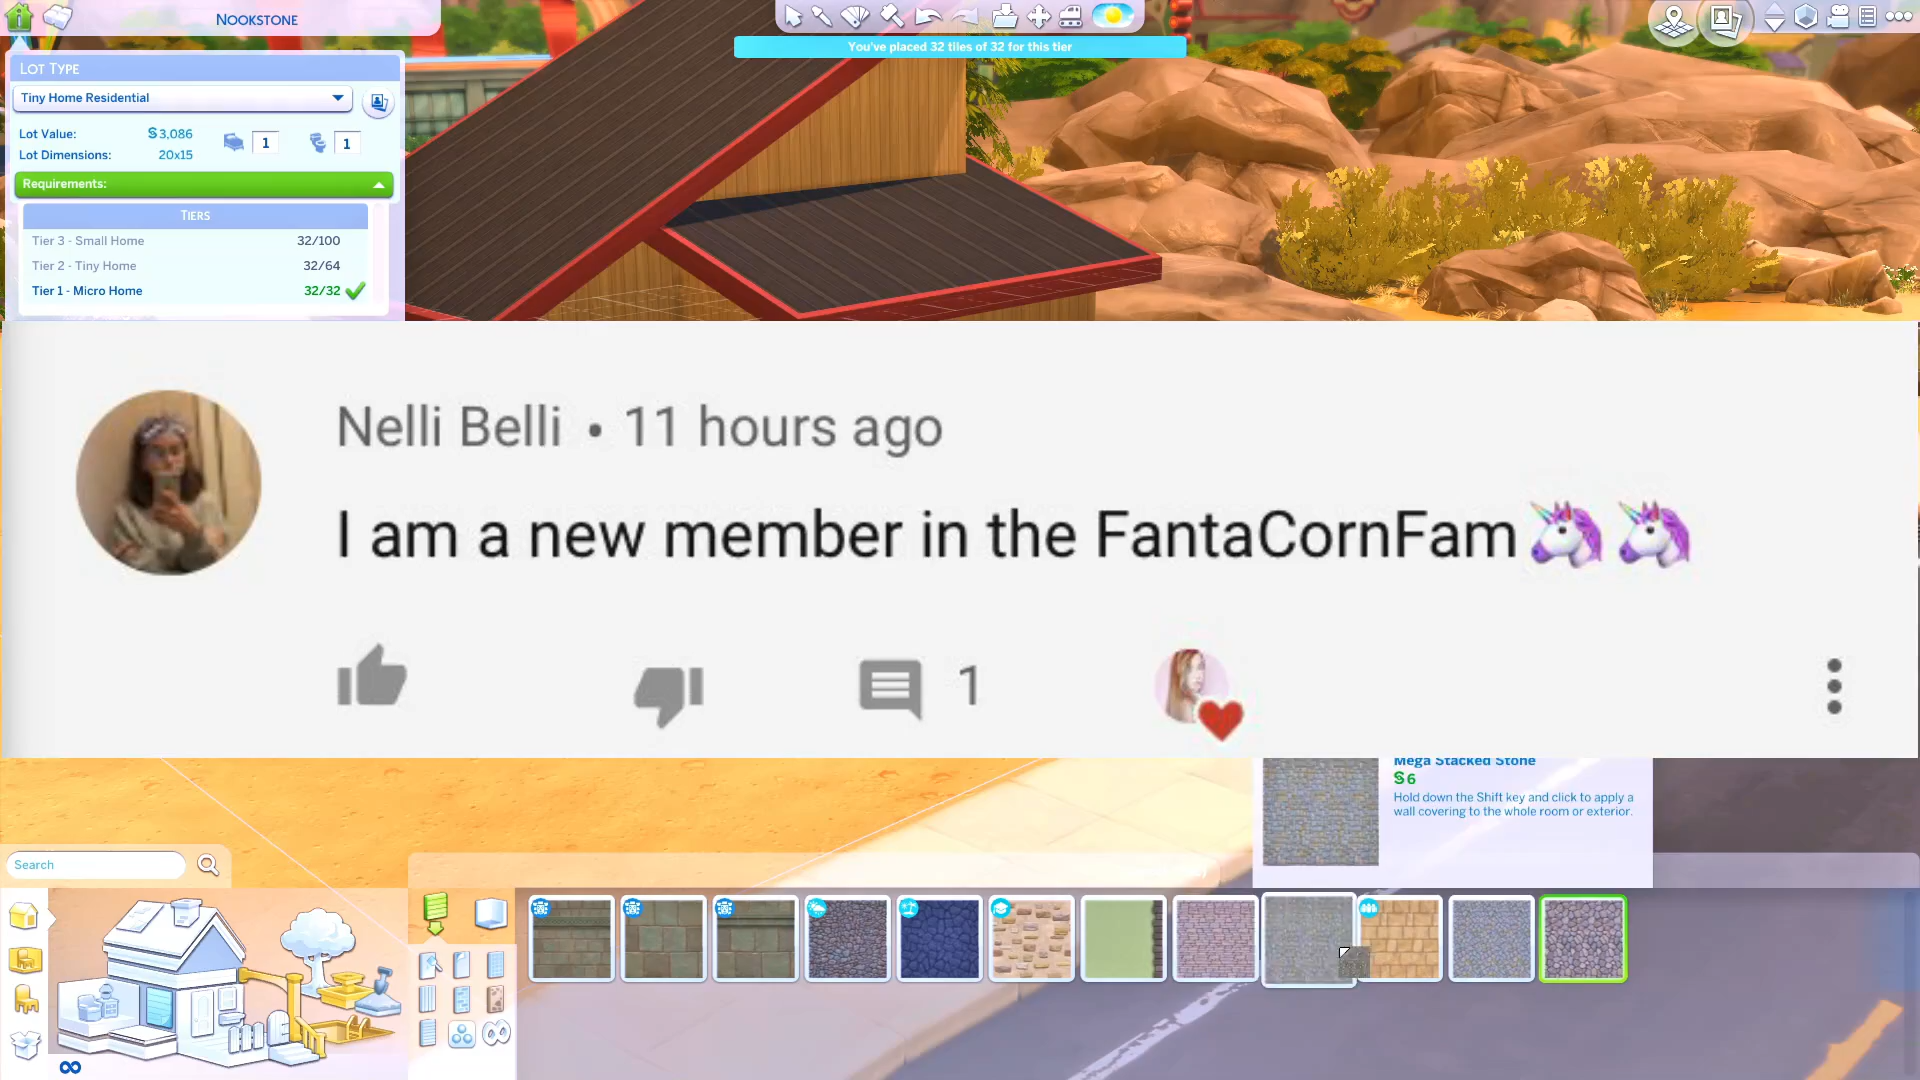 NOOKSTONE
You've placed 32 tiles of 32 for this tier
LOT TYPE
Tiny Home Residential
Lot Value: §3,086 1 1
Lot Dimensions: 20x15
Requirements:
TIERS
Tier 3 - Small Home 32/100
Tier 2 - Tiny Home 32/64
Tier 1 - Micro Home 32/32
Nelli Belli • 11 hours ago
I am a new member in the FantaCornFam🦄🦄
1
Mega Stacked Stone
§6
Hold down the Shift key and click to apply a
wall covering to the whole room or exterior.
Search